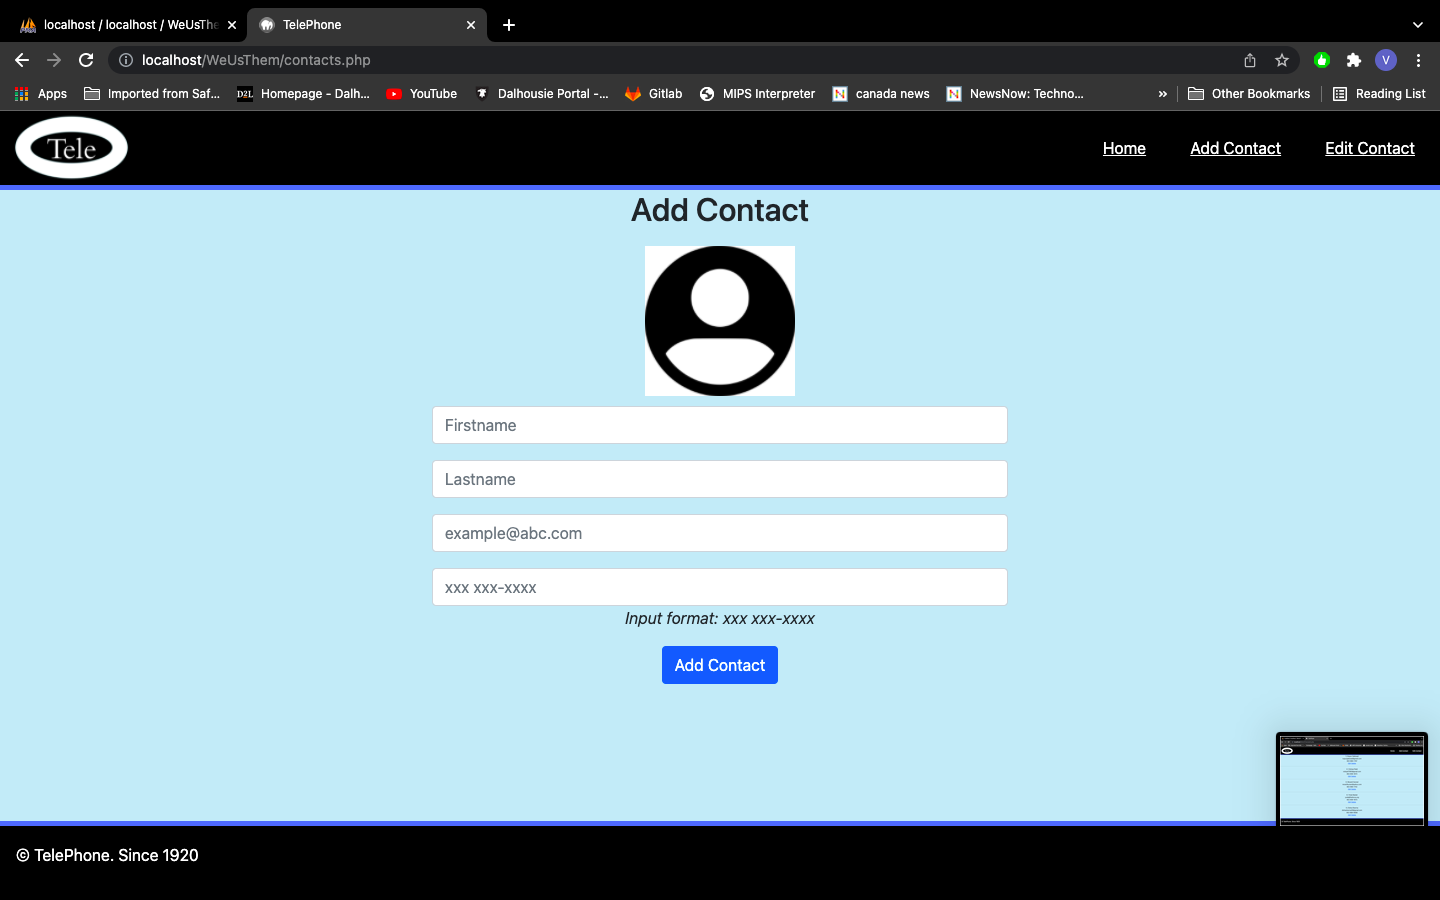 localhost / localhost / WeUsThe
TelePhone
localhost/WeUsThem/contacts.php
V
Apps
Imported from Saf...
D2L
Homepage - Dalh...
YouTube
Dalhousie Portal -...
Gitlab
MIPS Interpreter
N
canada news
N
NewsNow: Techno...
»
Other Bookmarks
Reading List
Tele
Home
Add Contact
Edit Contact
Add Contact
Firstname
Lastname
example@abc.com
xxx xxx-xxxx
Input format: xxx xxx-xxxx
Add Contact
© TelePhone. Since 1920